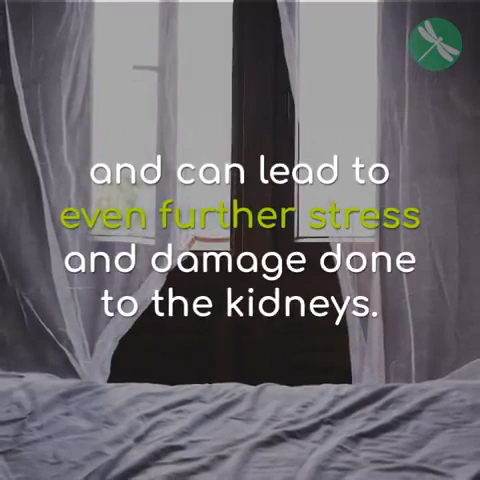 and can lead to
even further stress
and damage done
to the kidneys.